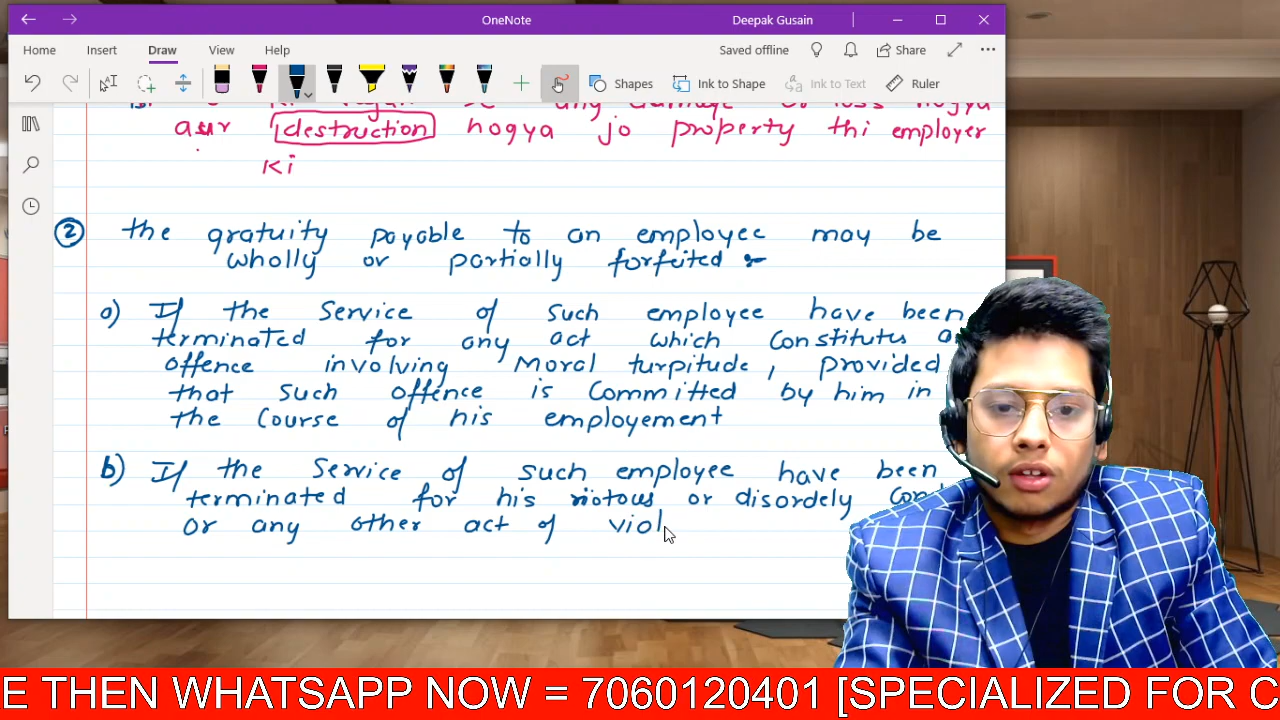 OneNote
Deepak Gusain
Home Insert Draw View Help
Saved offline
Share
Shapes
Ink to Shape
Ink to Text
Ruler
any damage loss hogya
aur destruction hogya jo property thi employer
Ki
2 the gratuity payable to an employee may be
wholly or partially forfeited :-
a) If the Service of such employee have been
terminated for any act which Constitutes
offence involving Moral turpitude, provided
that such offence is Committed by him in
the Course of his employement
b) If the Service of such employee have been
terminated for his riotous or disordely
or any other act of viol
E THEN WHATSAPP NOW = 7060120401 [SPECIALIZED FOR C